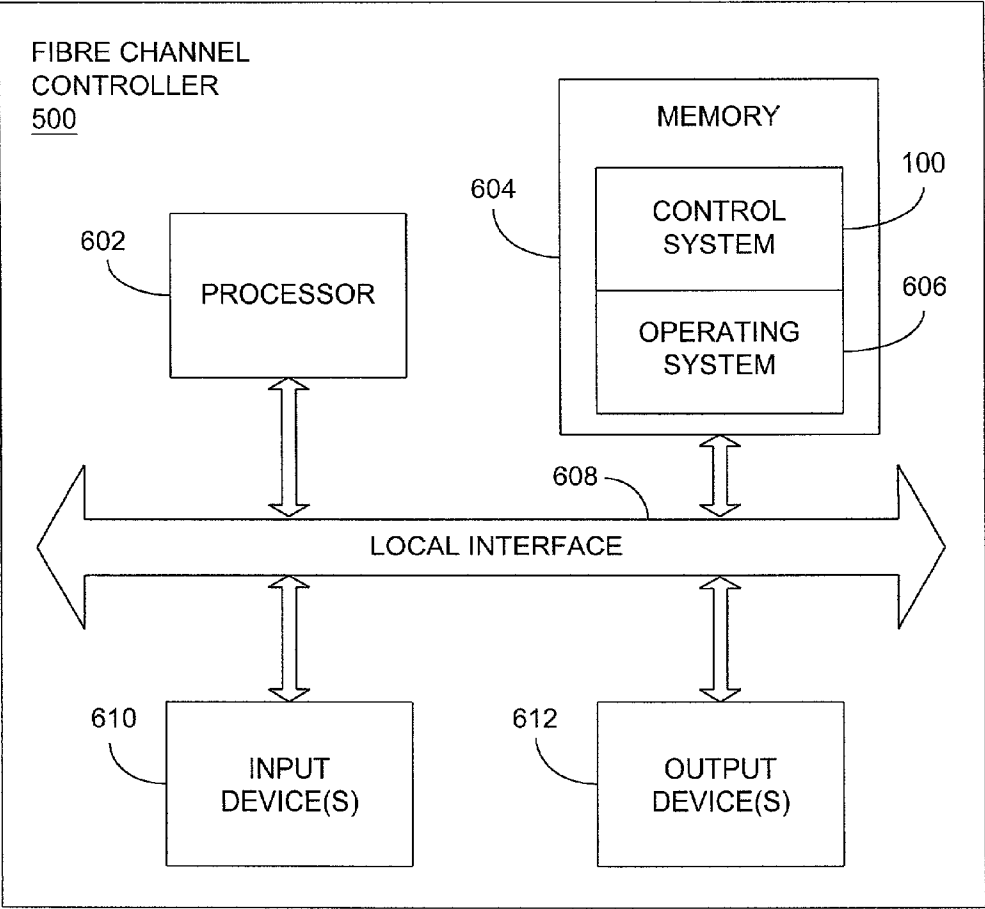 FIBRE CHANNEL
CONTROLLER
500
MEMORY
100
604
CONTROL
SYSTEM
602
PROCESSOR
606
OPERATING
SYSTEM
608
LOCAL INTERFACE
610
INPUT
DEVICE(S)
612
OUTPUT
DEVICE(S)